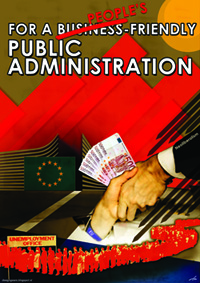 PEOPLE'S
FOR A BUSINESS-FRIENDLY
PUBLIC
ADMINISTRATION
UNEMPLOYMENT
OFFICE